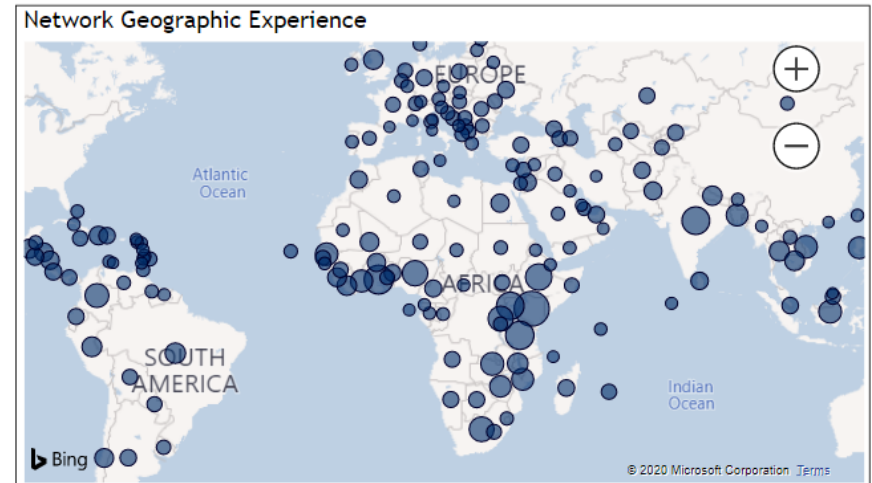 Network Geographic Experience
EUROPE
Atlantic
Ocean
AFRICA
SOUTH
AMERICA
Indian
Ocean
Bing
© 2020 Microsoft Corporation Terms